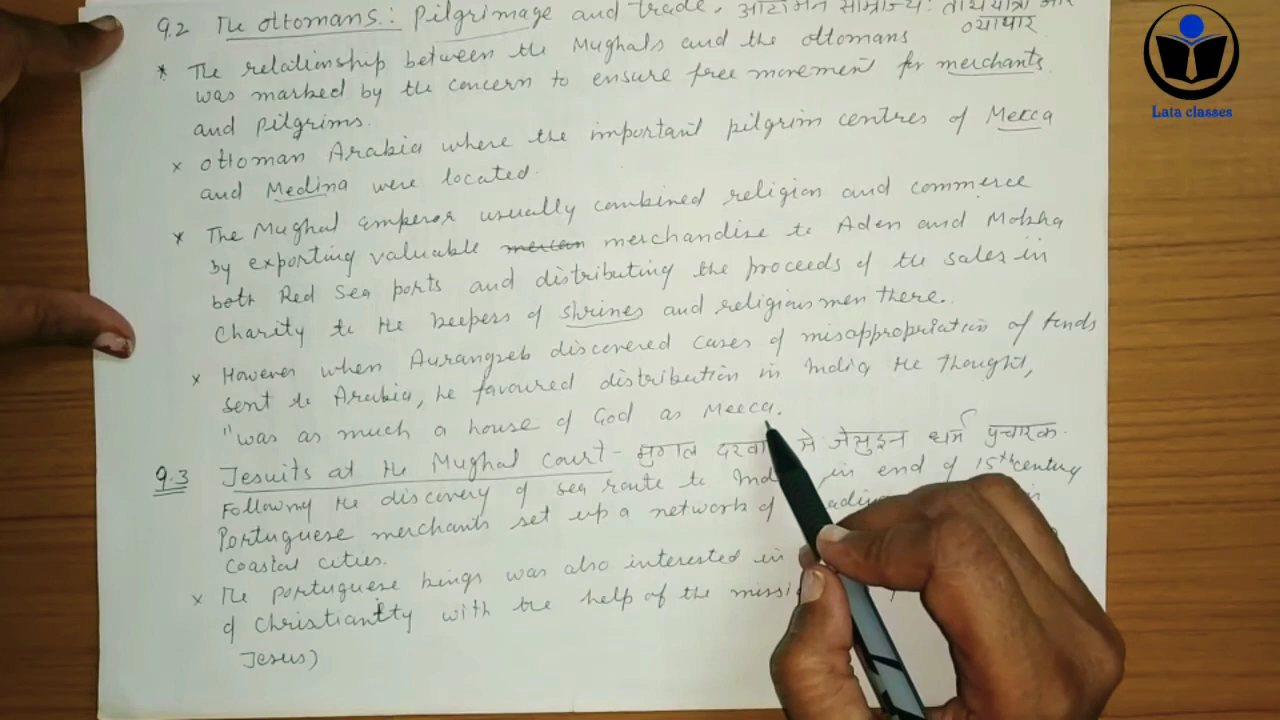 9.2 The Ottomans: Pilgrimage and trade. आटोमन साम्राज्य: तीर्थयात्रा और
व्यापार
* The relationship between the Mughals and the ottomans
was marked by the concern to ensure free movement for merchants
and pilgrims.
x Ottoman Arabia where the important pilgrim centres of Mecca
and Medina were located.
* The Mughal emperor usually combined religion and commerce
by exporting valuable merchandise to Aden and Mokha
both Red Sea ports and distributing the proceeds of the sales in
Charity to the keepers of shrines and religious men there.
x However when Aurangzeb discovered cases of misappropriation of funds
sent to Arabia, he favoured distribution in India He thought,
"was as much a house of God as Mecca.
9.3 Jesuits at the Mughal court - मुगल में जेसुइन धर्म प्रचारक
Following the discovery of sea route to in end of 15th century
Portuguese merchants set up a network of
coastal cities.
x The Portuguese kings was also interested in
of Christiantty with the help of the
Jesus)
Lata classes